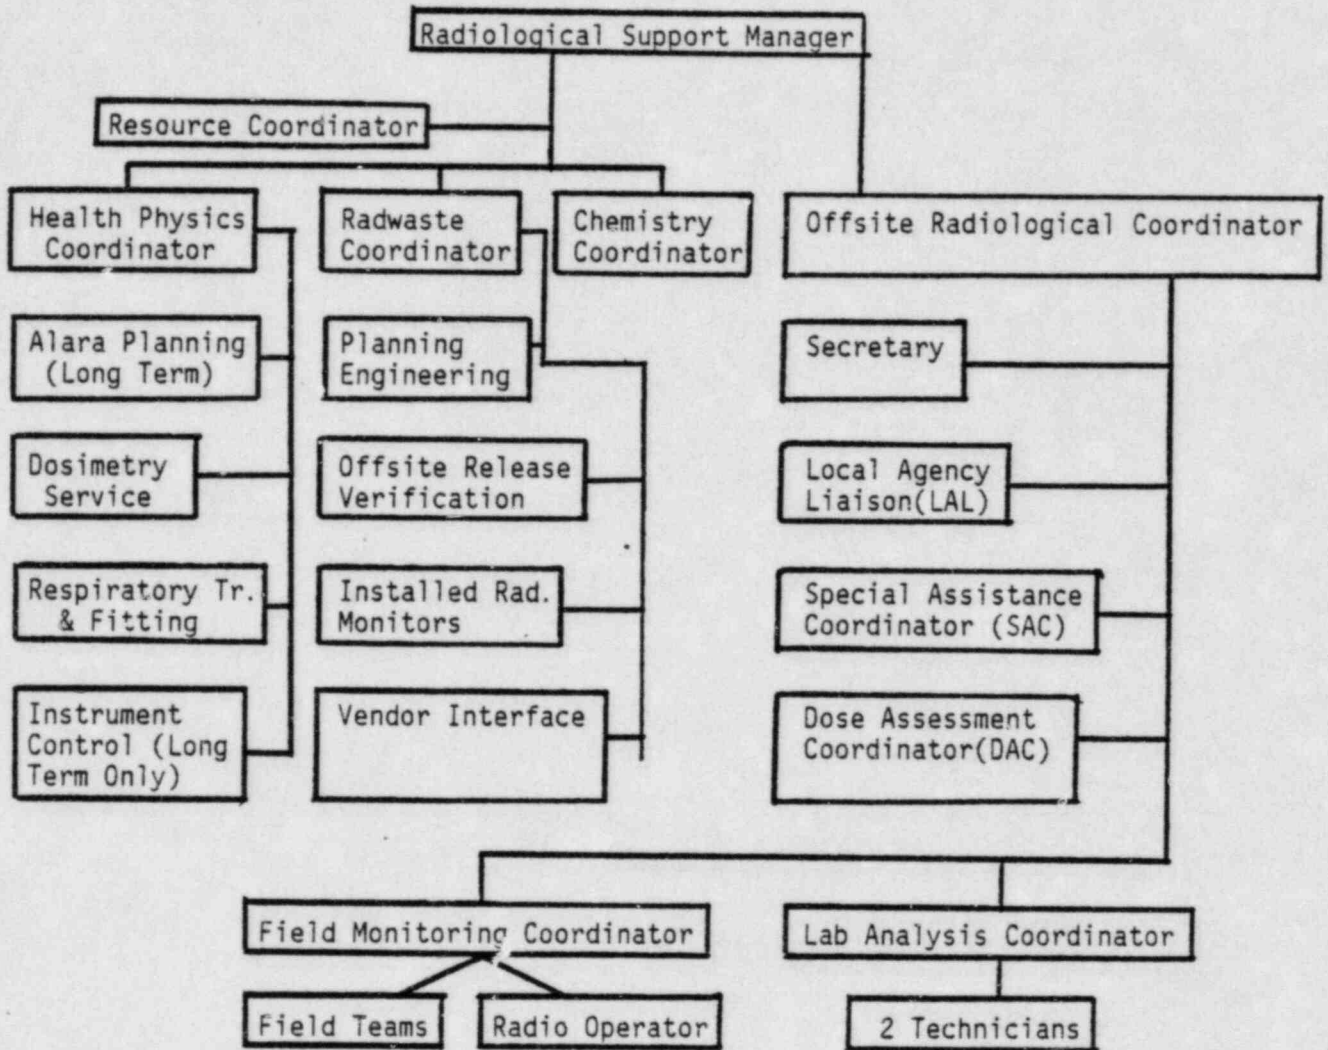 Radiological Support Manager
Resource Coordinator
Health Physics
Coordinator
Radwaste
Coordinator
Chemistry
Coordinator
Offsite Radiological Coordinator
Alara Planning
(Long Term)
Planning
Engineering
Secretary
Dosimetry
Service
Offsite Release
Verification
Local Agency
Liaison(LAL)
Respiratory Tr.
& Fitting
Installed Rad.
Monitors
Special Assistance
Coordinator (SAC)
Instrument
Control (Long
Term Only)
Vendor Interface
Dose Assessment
Coordinator(DAC)
Field Monitoring Coordinator
Lab Analysis Coordinator
Field Teams
Radio Operator
2 Technicians